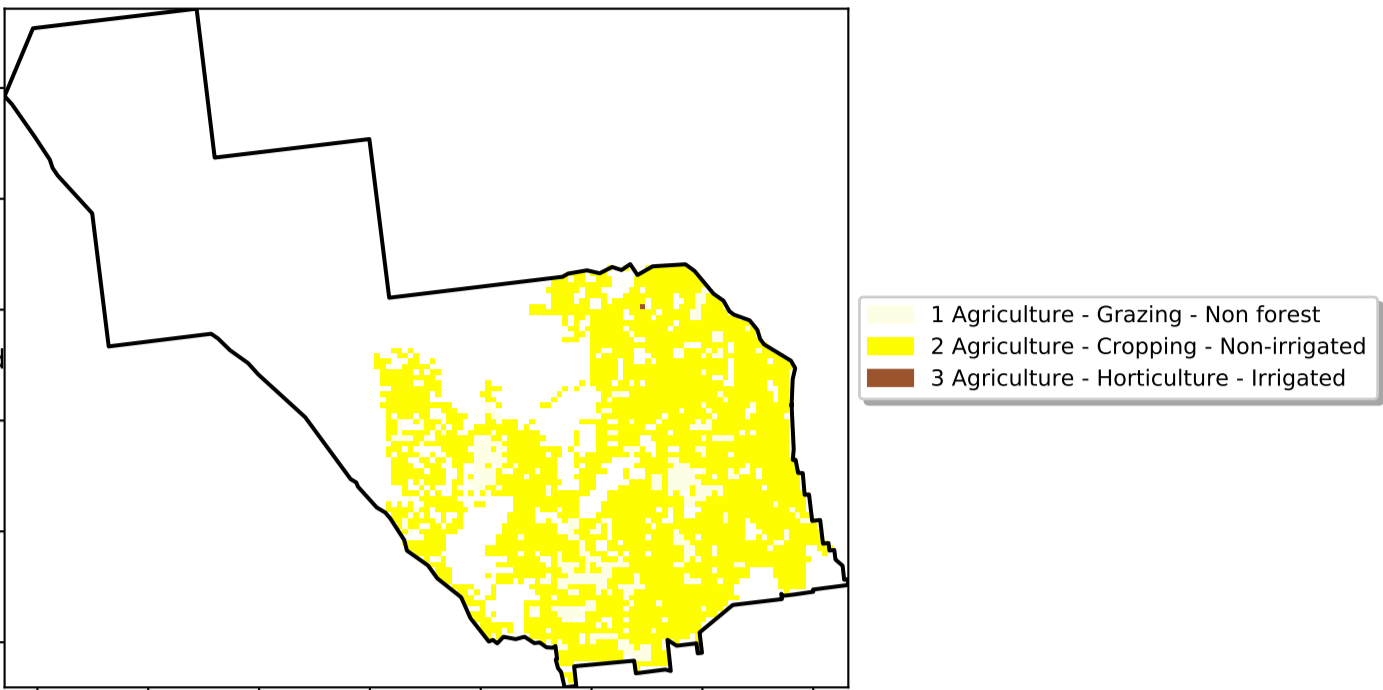 1 Agriculture - Grazing - Non forest
2 Agriculture - Cropping - Non-irrigated
3 Agriculture - Horticulture - Irrigated